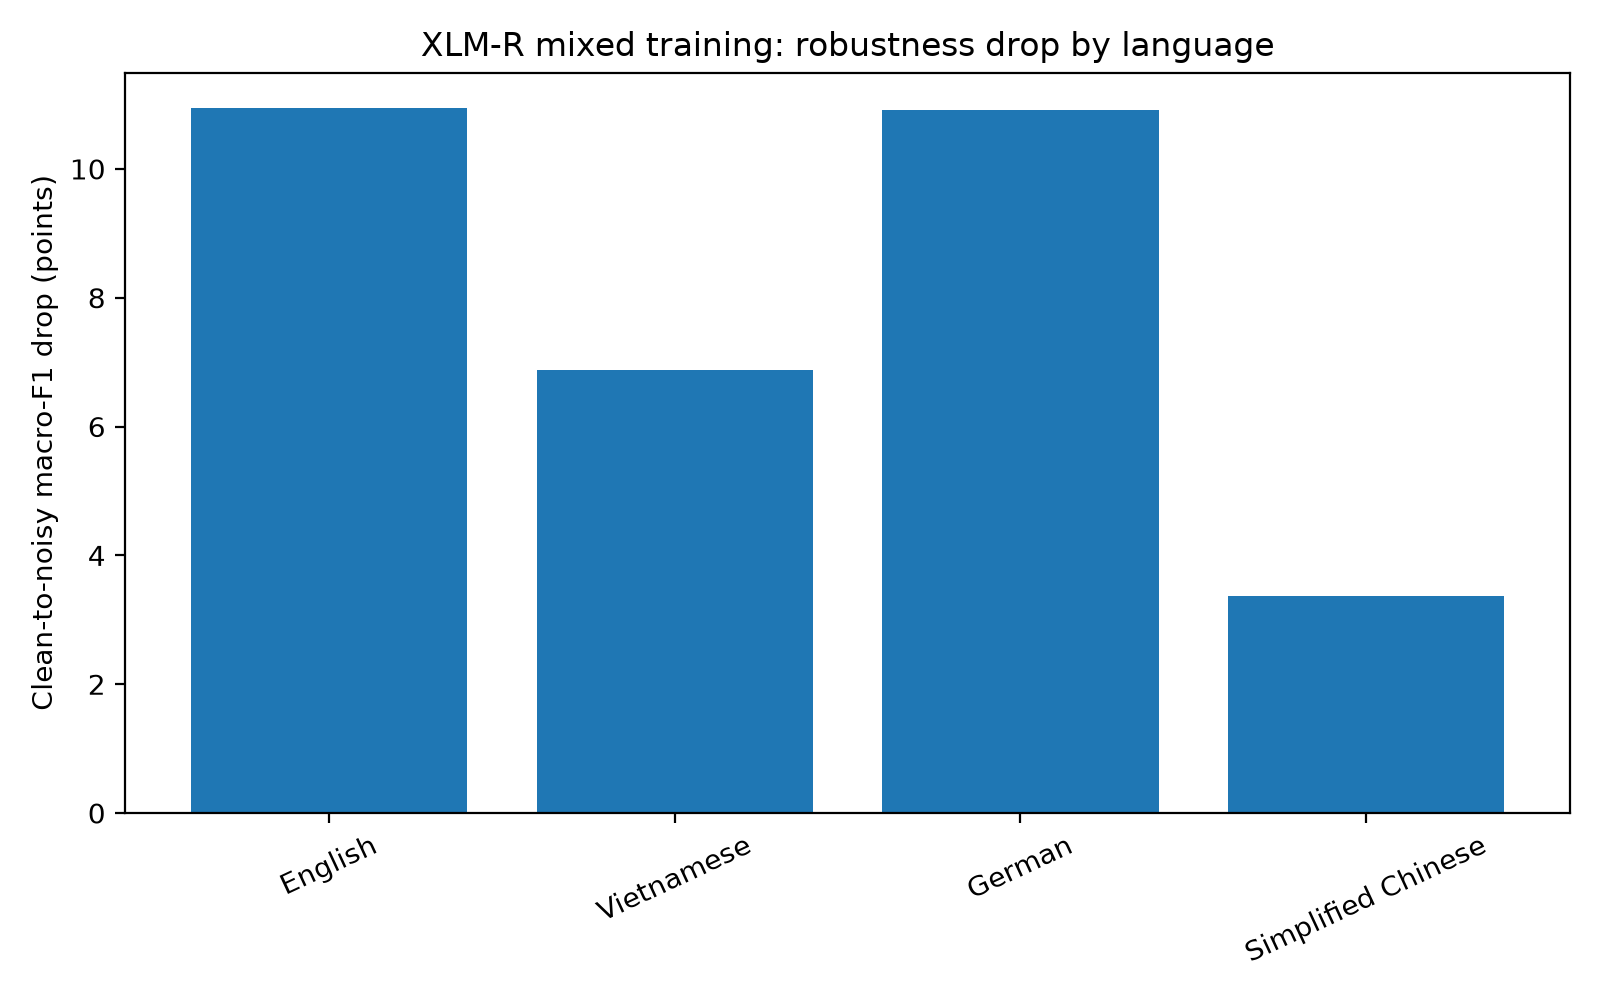 XLM-R mixed training: robustness drop by language
Clean-to-noisy macro-F1 drop (points)
10
8
6
4
2
0
English
Vietnamese
German
Simplified Chinese